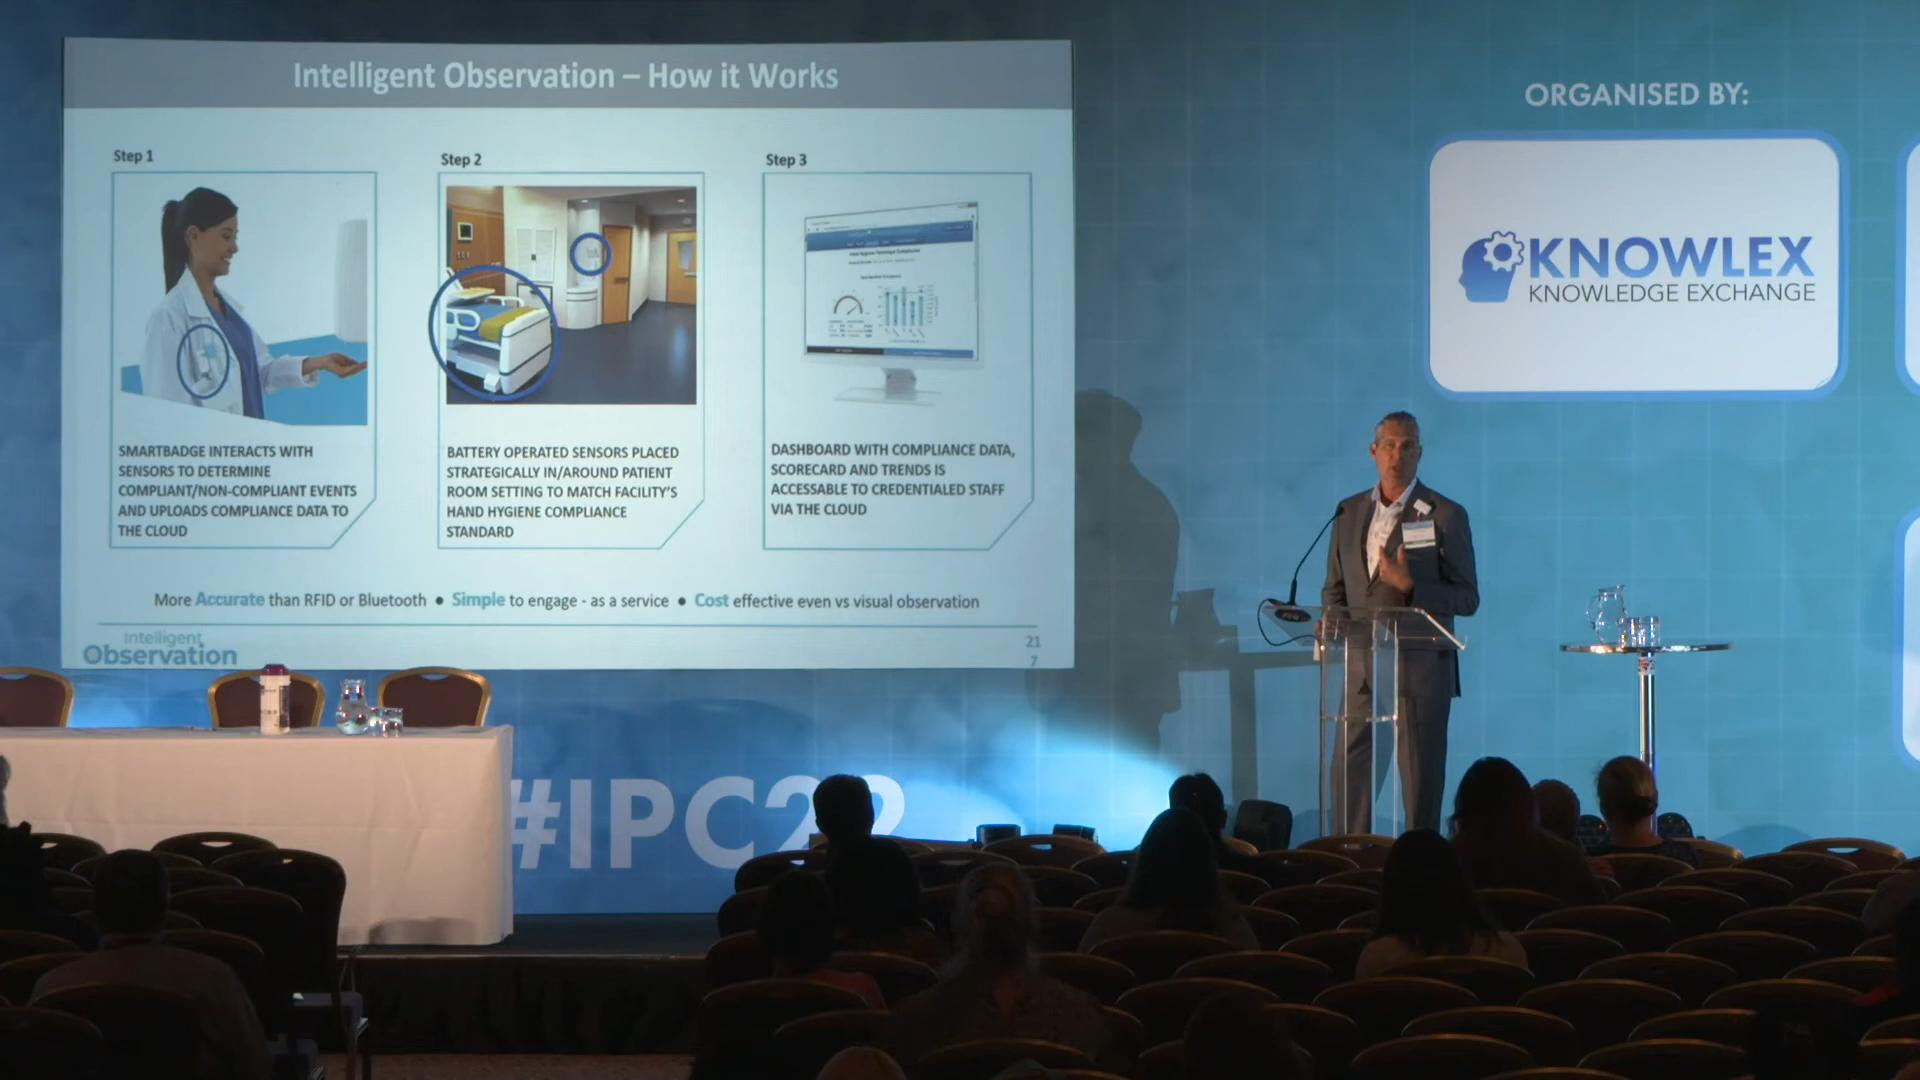 Intelligent Observation – How it Works
Step 1
SMARTBADGE INTERACTS WITH
SENSORS TO DETERMINE
COMPLIANT/NON-COMPLIANT EVENTS
AND UPLOADS COMPLIANCE DATA TO
THE CLOUD
Step 2
BATTERY OPERATED SENSORS PLACED
STRATEGICALLY IN/AROUND PATIENT
ROOM SETTING TO MATCH FACILITY'S
HAND HYGIENE COMPLIANCE
STANDARD
Step 3
DASHBOARD WITH COMPLIANCE DATA,
SCORECARD AND TRENDS IS
ACCESSABLE TO CREDENTIALED STAFF
VIA THE CLOUD
More Accurate than RFID or Bluetooth ● Simple to engage - as a service ● Cost effective even vs visual observation
Intelligent
Observation
21
7
ORGANISED BY:
KNOWLEX
KNOWLEDGE EXCHANGE
#IPC22